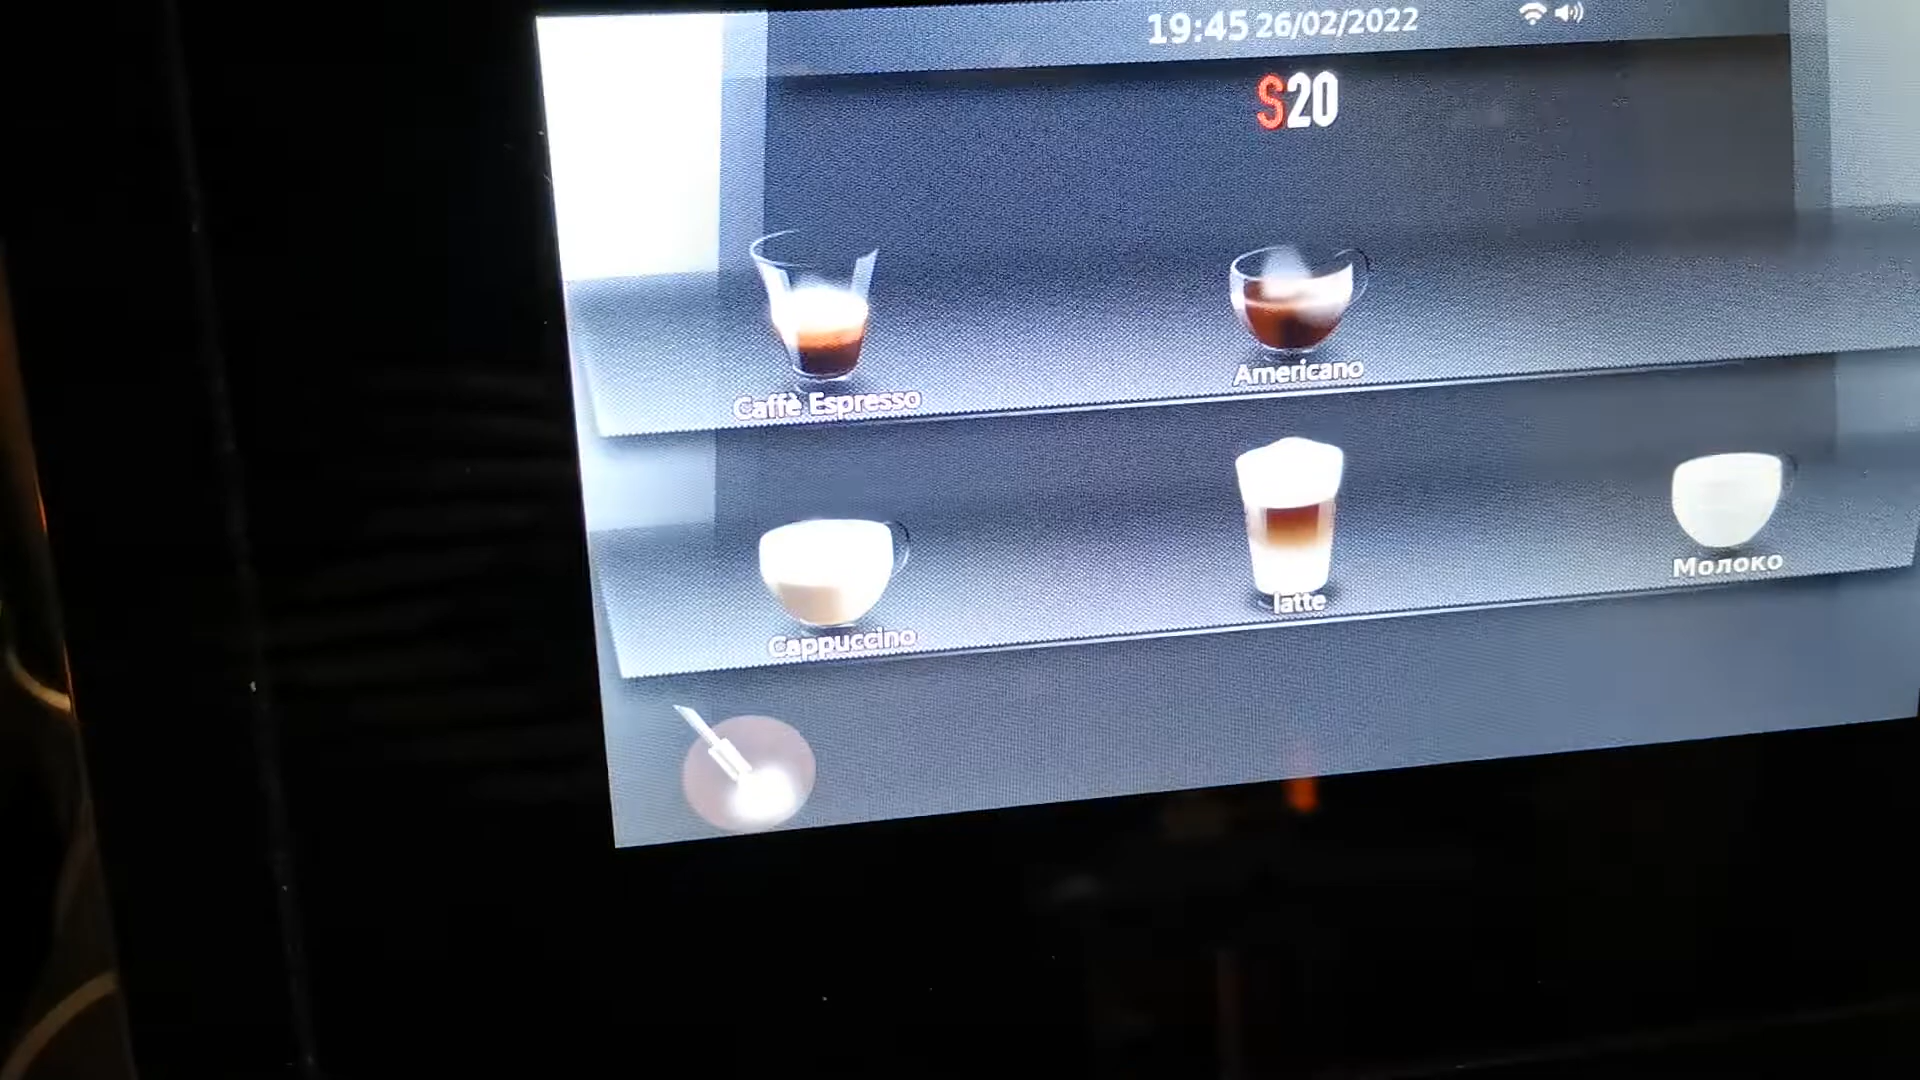 19:45 26/02/2022
S20
Caffè Espresso
Americano
Cappuccino
latte
Молоко